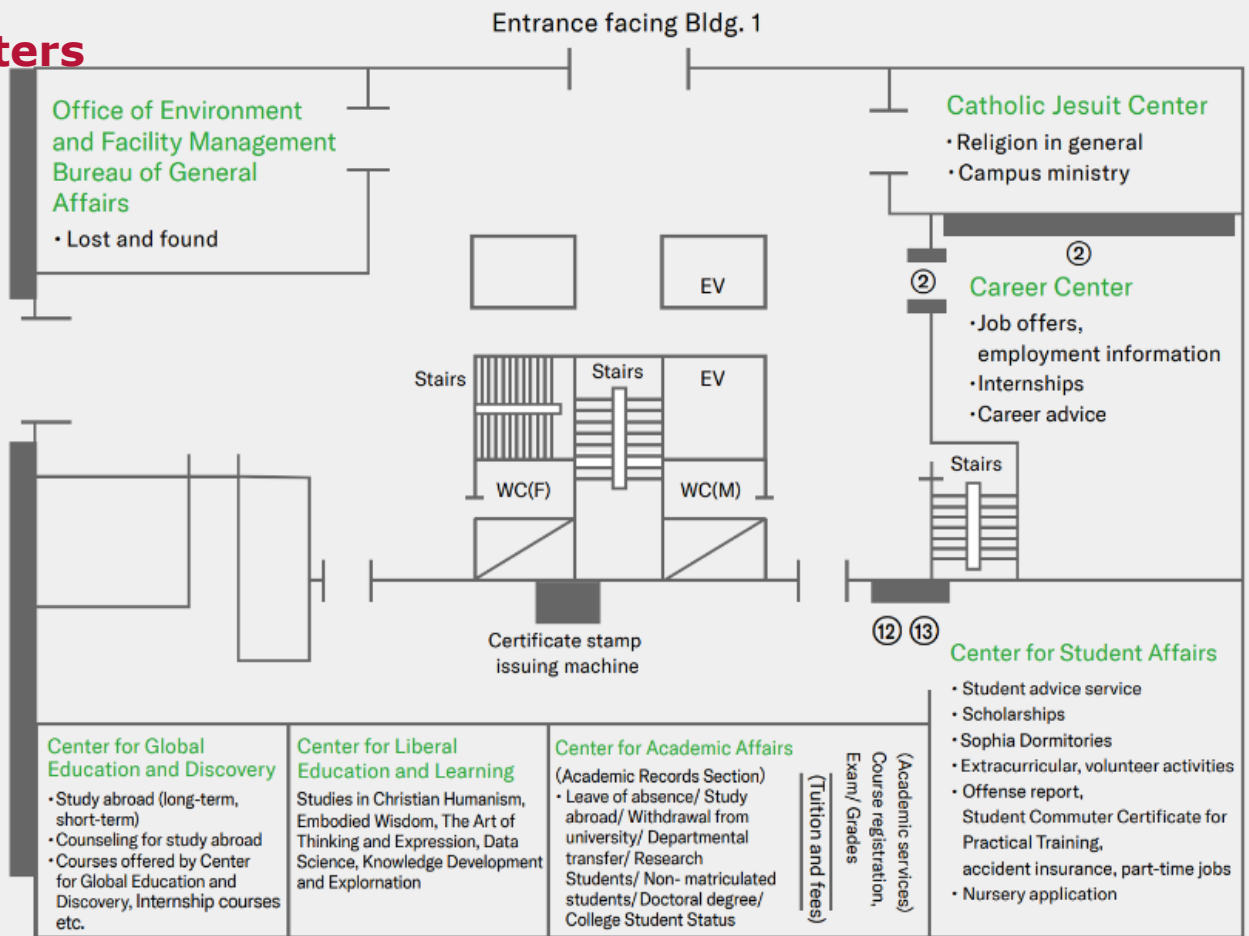 Entrance facing Bldg. 1
ters
Office of Environment
and Facility Management
Bureau of General
Affairs
・Lost and found
Catholic Jesuit Center
・Religion in general
・Campus ministry
②
②
Career Center
・Job offers,
employment information
・Internships
・Career advice
EV
Stairs
Stairs
EV
WC(F)
WC(M)
Stairs
Certificate stamp
issuing machine
⑫ ⑬
Center for Student Affairs
・Student advice service
・Scholarships
・Sophia Dormitories
・Extracurricular, volunteer activities
・Offense report,
Student Commuter Certificate for
Practical Training,
accident insurance, part-time jobs
・Nursery application
Center for Global
Education and Discovery
・Study abroad (long-term,
short-term)
・Counseling for study abroad
・Courses offered by Center
for Global Education and
Discovery, Internship courses
etc.
Center for Liberal
Education and Learning
Studies in Christian Humanism,
Embodied Wisdom, The Art of
Thinking and Expression, Data
Science, Knowledge Development
and Explornation
Center for Academic Affairs
(Academic Records Section)
・Leave of absence/ Study
abroad/ Withdrawal from
university/ Departmental
transfer/ Research
Students/ Non- matriculated
students/ Doctoral degree/
College Student Status
(Tuition and fees)
(Academic services)
Course registration,
Exam/ Grades